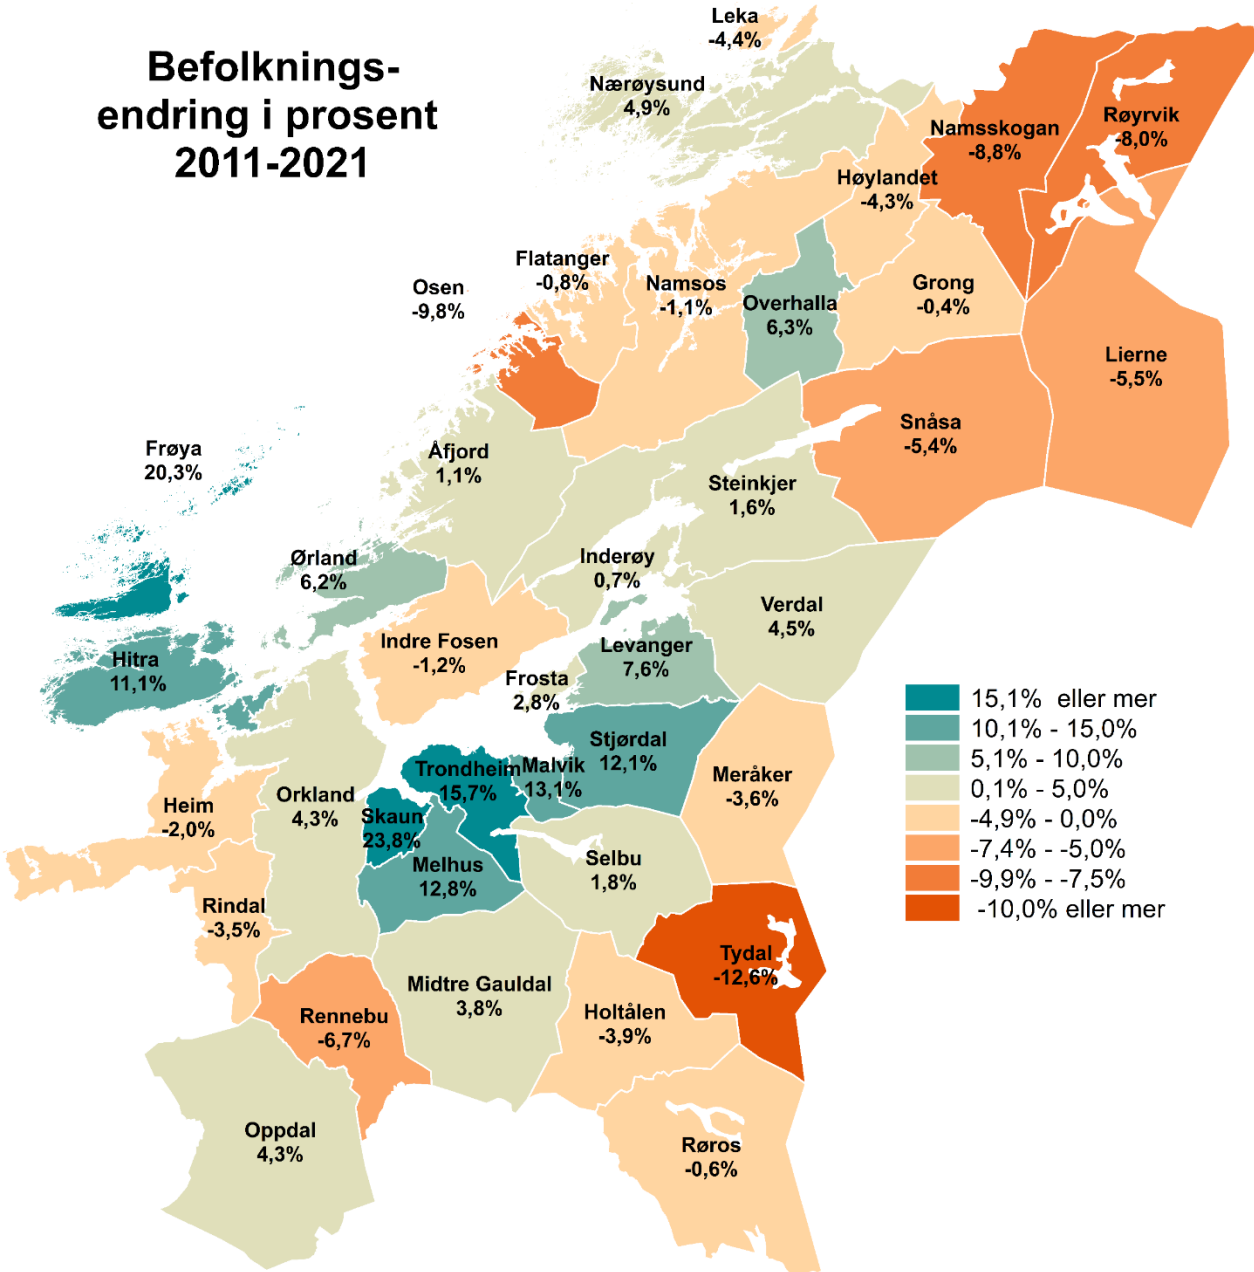 Befolknings-
endring i prosent
2011-2021
Leka
-4,4%
Nærøysund
4,9%
Namsskogan
-8,8%
Røyrvik
-8,0%
Høylandet
-4,3%
Flatanger
-0,8%
Osen
-9,8%
Namsos
-1,1%
Overhalla
6,3%
Grong
-0,4%
Lierne
-5,5%
Snåsa
-5,4%
Frøya
20,3%
Åfjord
1,1%
Steinkjer
1,6%
Ørland
6,2%
Inderøy
0,7%
Verdal
4,5%
Indre Fosen
-1,2%
Levanger
7,6%
Hitra
11,1%
Frosta
2,8%
Stjørdal
12,1%
Trondheim
15,7%
Malvik
13,1%
Meråker
-3,6%
Heim
-2,0%
Orkland
4,3%
Skaun
23,8%
Melhus
12,8%
Selbu
1,8%
Rindal
-3,5%
Tydal
-12,6%
Midtre Gauldal
3,8%
Rennebu
-6,7%
Holtålen
-3,9%
Oppdal
4,3%
Røros
-0,6%
15,1% eller mer
10,1% - 15,0%
5,1% - 10,0%
0,1% - 5,0%
-4,9% - 0,0%
-7,4% - -5,0%
-9,9% - -7,5%
-10,0% eller mer